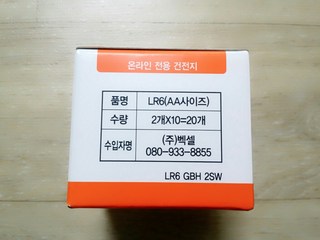 온라인 전용 건전지
품명 LR6(AA사이즈)
수량 2개X10=20개
수입자명 (주)벡셀
080-933-8855
LR6 GBH 2SW